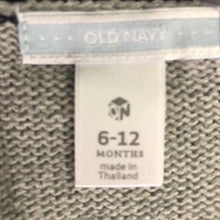 OLD NAVY
ON
6-12
MONTHS
made in
Thailand